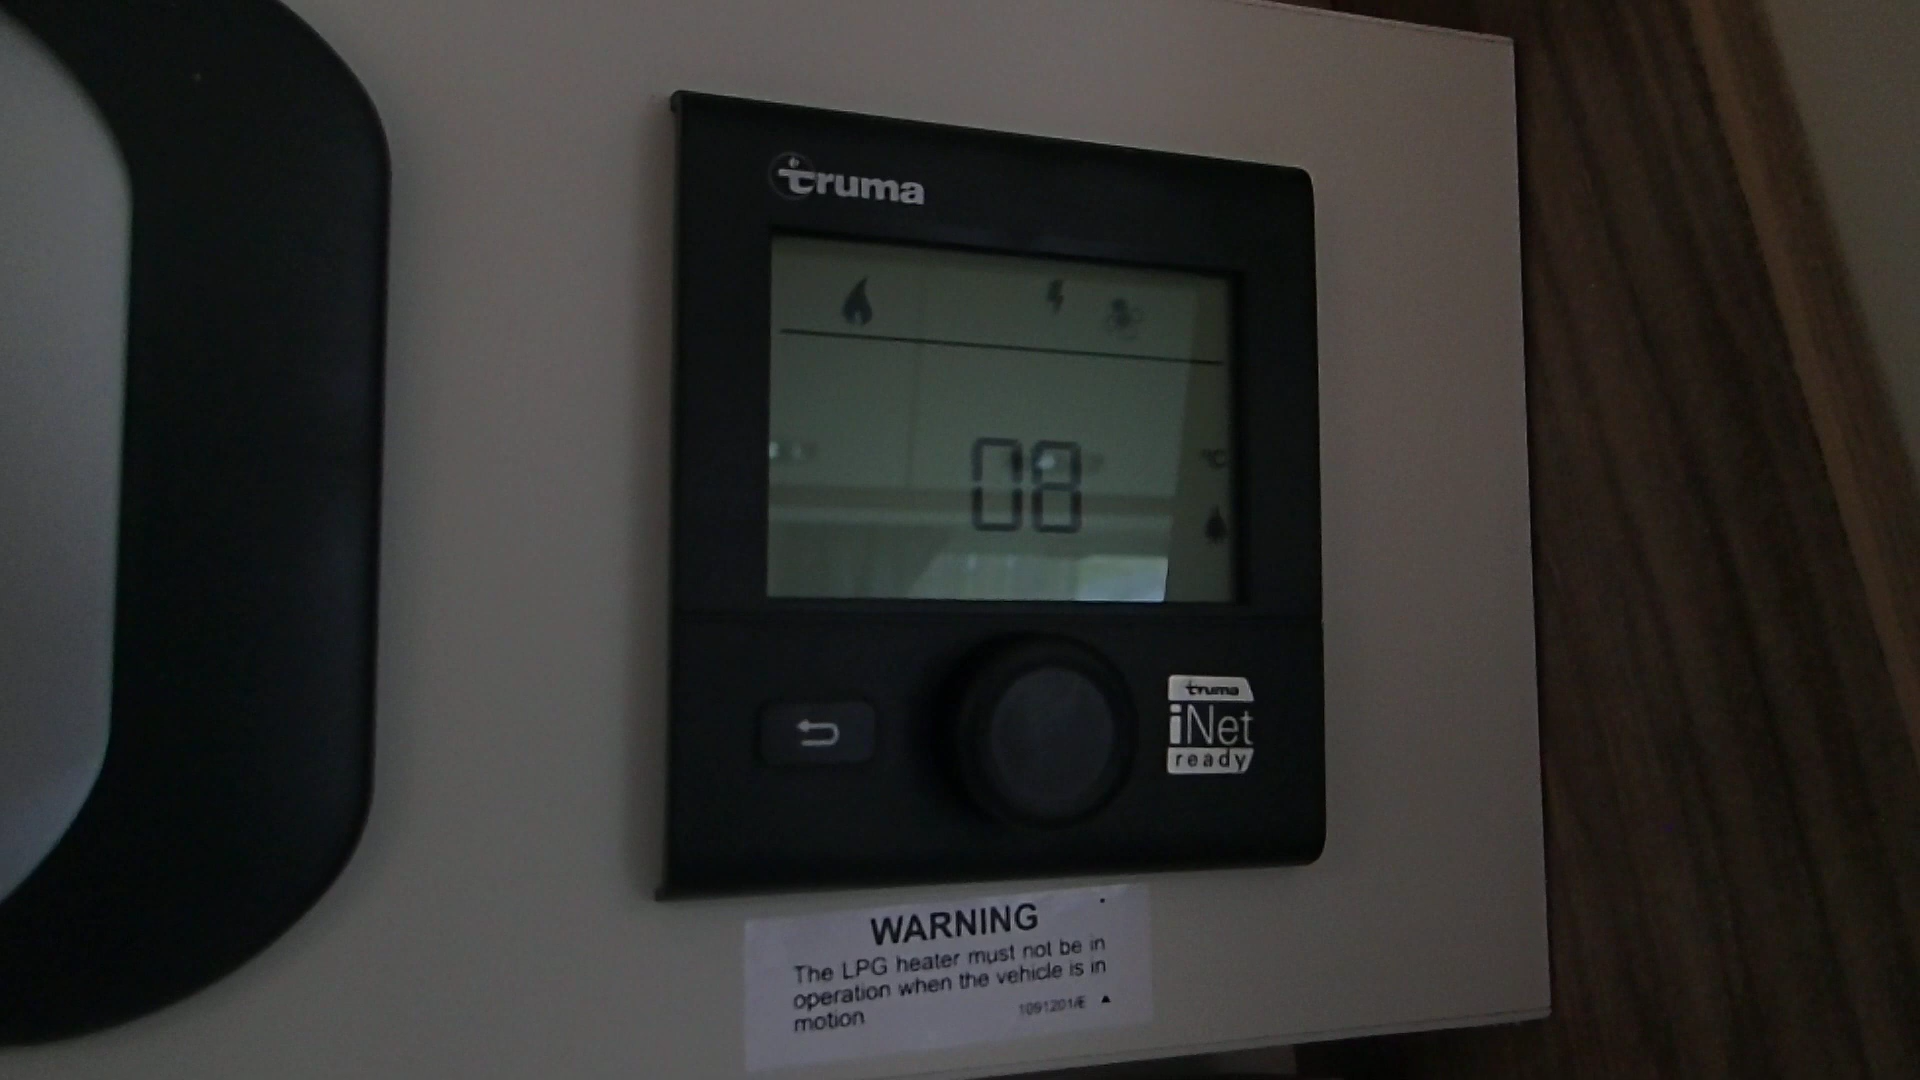 truma
08
°C
truma
iNet
ready
WARNING
The LPG heater must not be in
operation when the vehicle is in
motion
1091201/E ▲